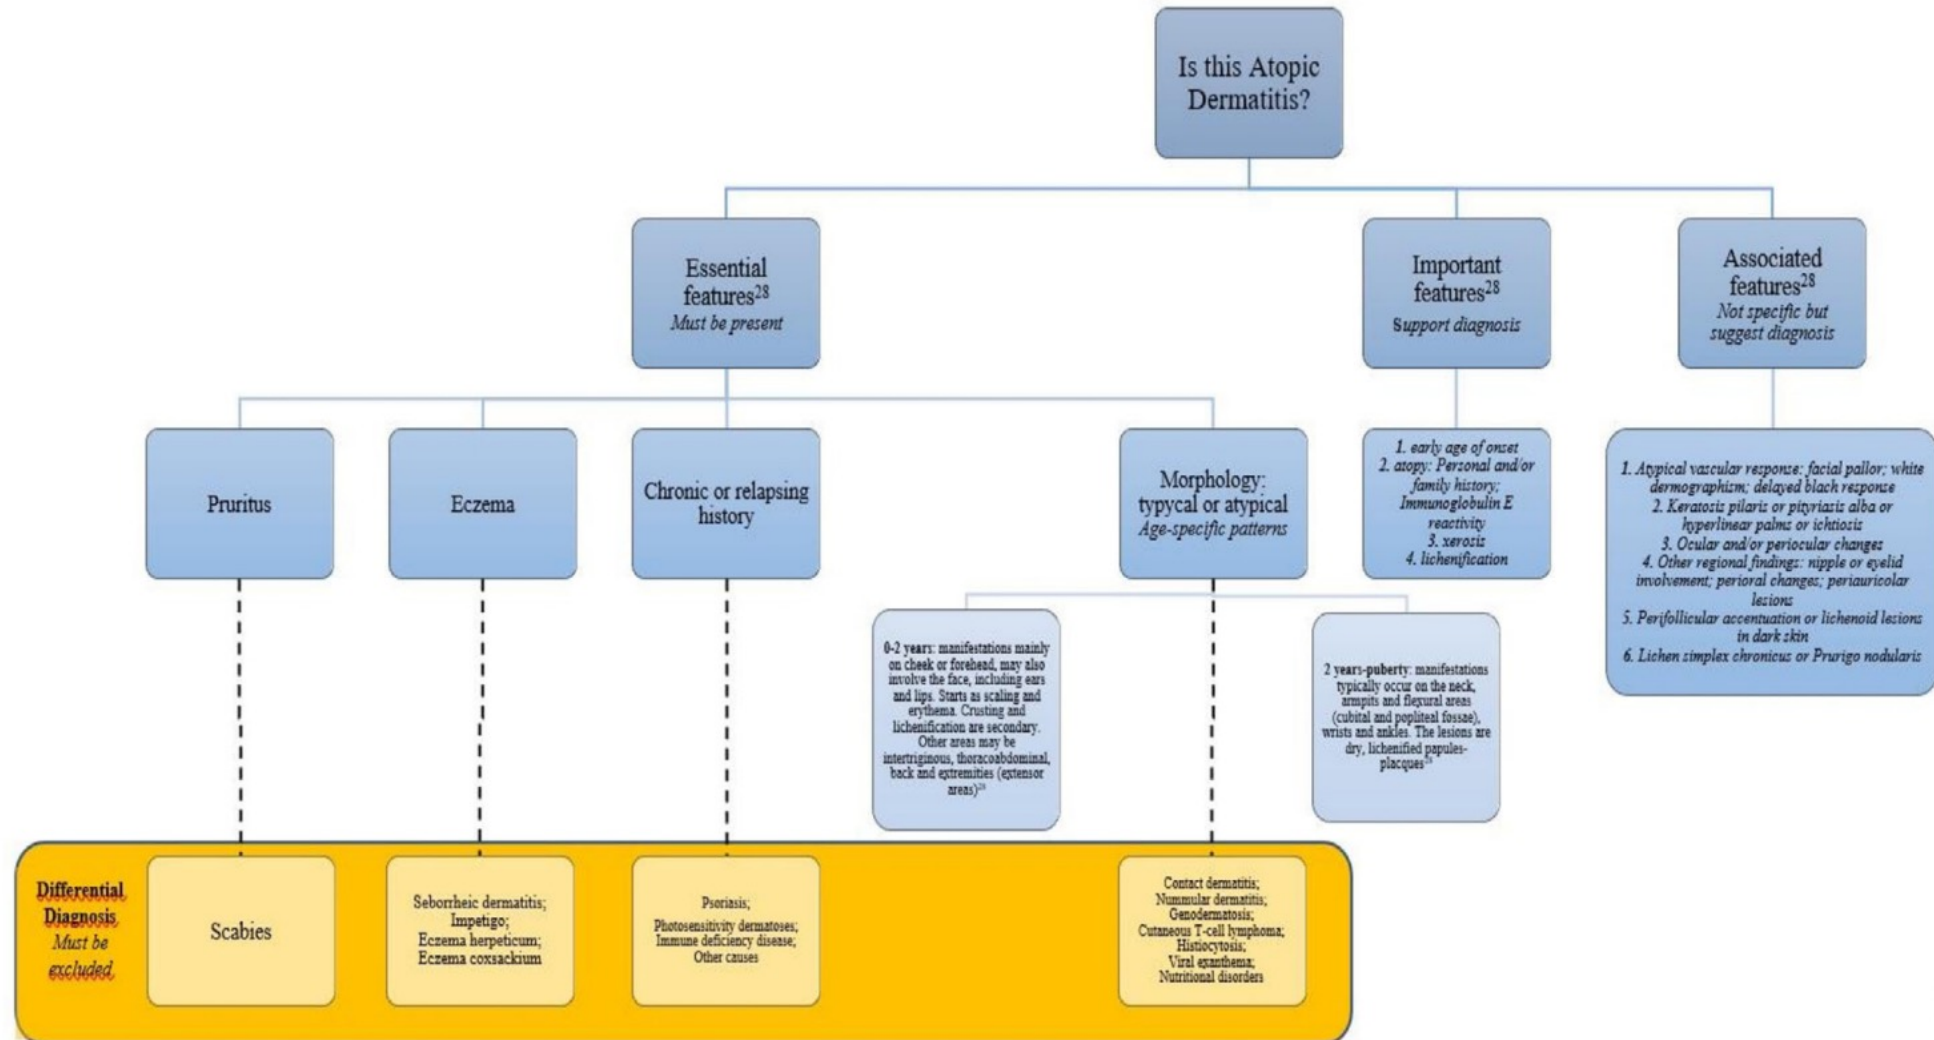 Is this Atopic
Dermatitis?
Essential
features²⁸
Must be present
Important
features²⁸
Support diagnosis
Associated
features²⁸
Not specific but
suggest diagnosis
Pruritus
Eczema
Chronic or relapsing
history
Morphology:
typycal or atypical
Age-specific patterns
1. early age of onset
2. atopy: Personal and/or
family history;
Immunoglobulin E
reactivity
3. xerosis
4. lichenification
1. Atypical vascular response: facial pallor; white
dermographism; delayed blach response
2. Keratosis pilaris or pityriasis alba or
hyperlinear palms or ichtiosis
3. Ocular and/or periocular changes
4. Other regional findings: nipple or eyelid
involvement; perioral changes; periauricolar
lesions
5. Perifollicular accentuation or lichenoid lesions
in dark skin
6. Lichen simplex chronicus or Prurigo nodularis
0-2 years: manifestations mainly
on cheek or forehead, may also
involve the face, including ears
and lips. Starts as scaling and
erythema. Crusting and
lichenification are secondary.
Other areas may be
intertriginous, thoracoabdominal,
back and extremities (extensor
areas)²⁸
2 years-puberty: manifestations
typically occur on the neck,
armpits and flexural areas
(cubital and popliteal fossae),
wrists and ankles. The lesions are
dry, lichenified papules-
placques²⁸
Differential
Diagnosis
Must be
excluded
Scabies
Seborrheic dermatitis;
Impetigo;
Eczema herpeticum;
Eczema coxsackium
Psoriasis;
Photosensitivity dermatoses;
Immune deficiency disease;
Other causes
Contact dermatitis;
Nummular dermatitis;
Genodermatosis;
Cutaneous T-cell lymphoma;
Histiocytosis;
Viral exanthema;
Nutritional disorders